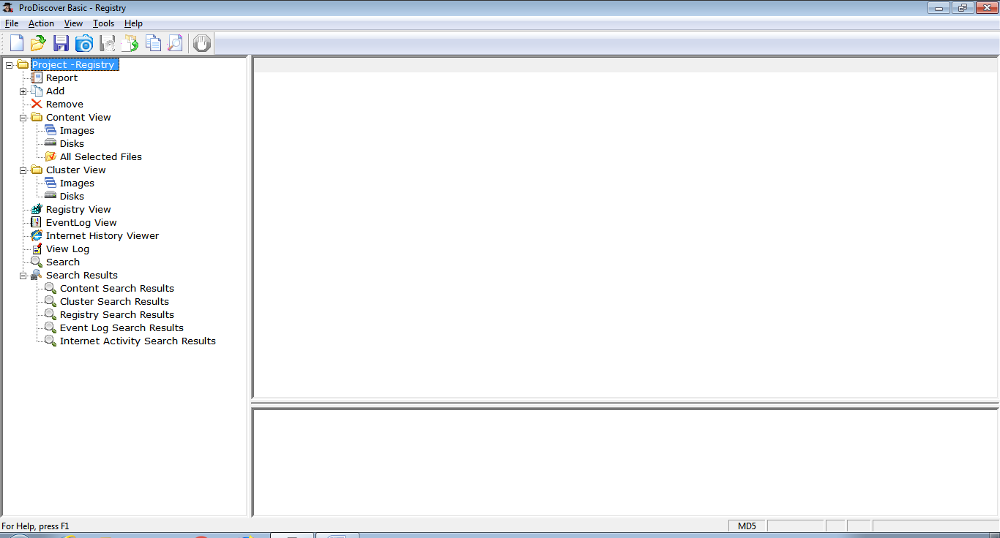 ProDiscover Basic - Registry
File Action View Tools Help
Project -Registry
Report
Add
Remove
Content View
Images
Disks
All Selected Files
Cluster View
Images
Disks
Registry View
EventLog View
Internet History Viewer
View Log
Search
Search Results
Content Search Results
Cluster Search Results
Registry Search Results
Event Log Search Results
Internet Activity Search Results
For Help, press F1
MD5